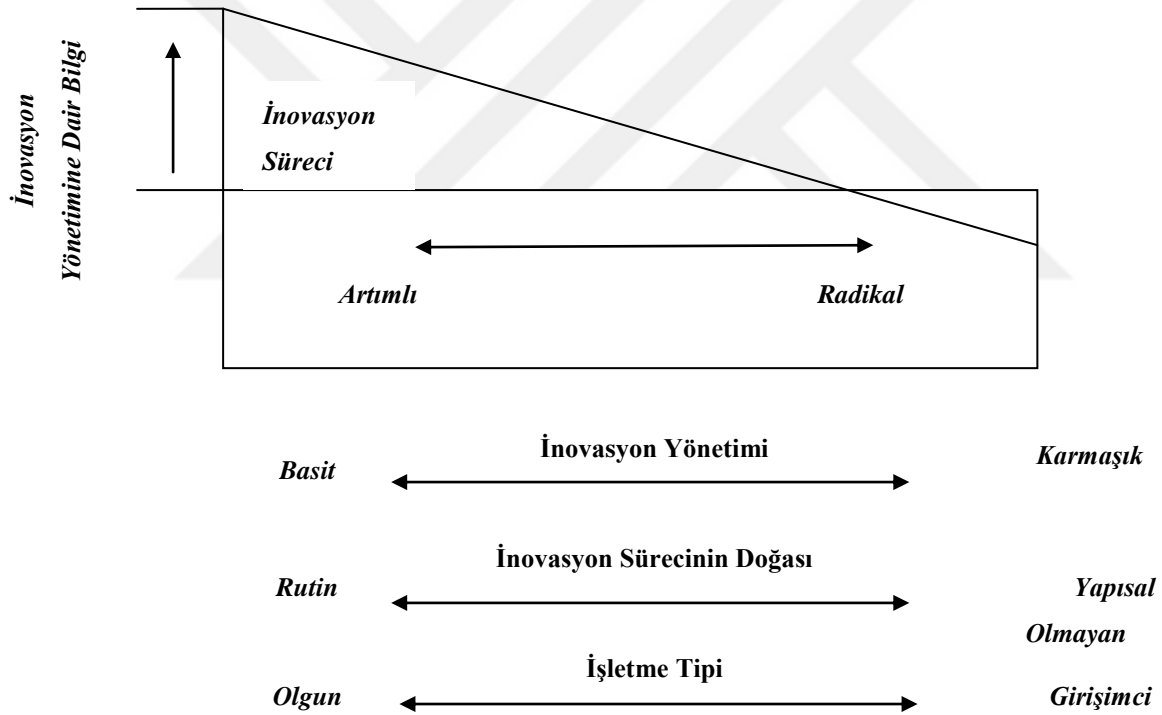 İnovasyon
Yönetimine Dair Bilgi
İnovasyon
Süreci
Artımlı
Radikal
İnovasyon Yönetimi
Basit
Karmaşık
İnovasyon Sürecinin Doğası
Rutin
Yapısal
Olmayan
İşletme Tipi
Olgun
Girişimci